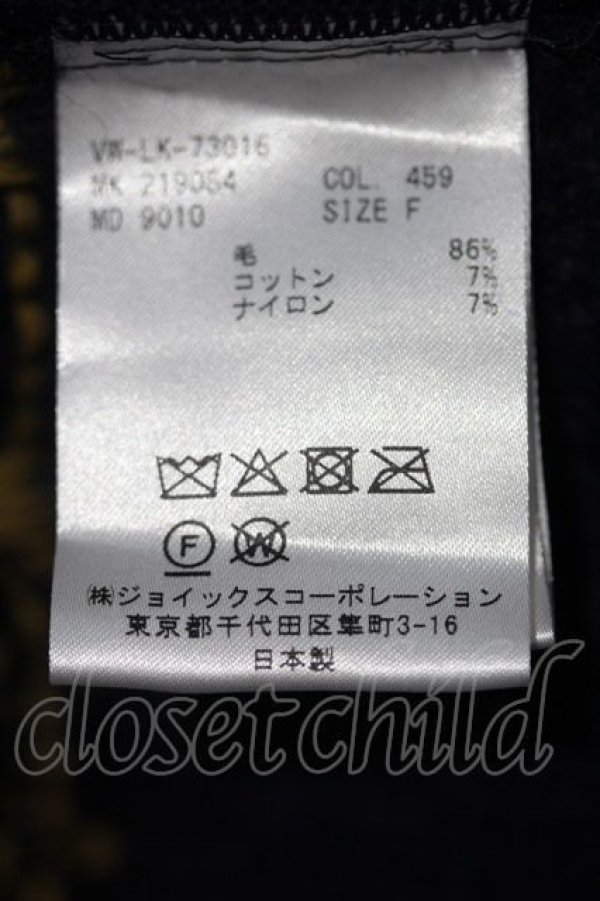 VW-LK-73016
MK 219084 COL. 459
MD 9010 SIZE F
毛 86%
コットン 7%
ナイロン 7%
F W
㈱ジョイックスコーポレーション
東京都千代田区隼町3-16
日本製
closetchild